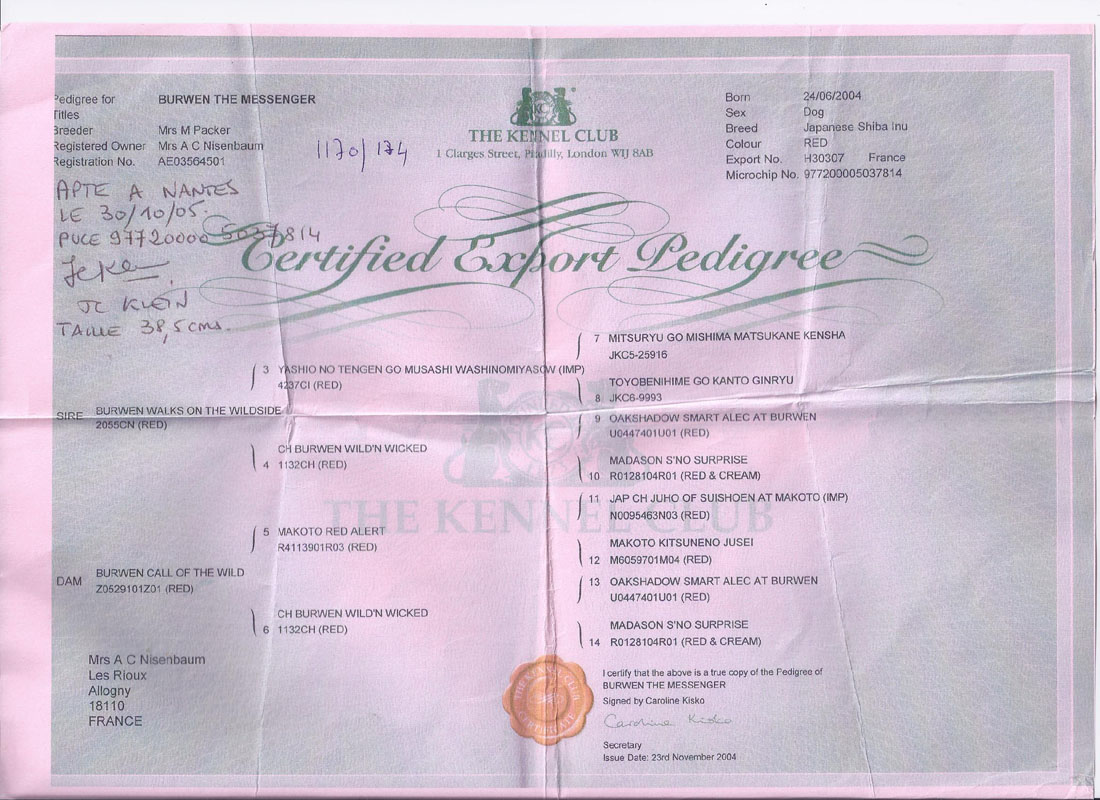 Pedigree for BURWEN THE MESSENGER
Titles
Breeder Mrs M Packer
Registered Owner Mrs A C Nisenbaum
Registration No. AE03564501
1170/174
THE KENNEL CLUB
1 Clarges Street, Piccadilly, London W1J 8AB
Born 24/06/2004
Sex Dog
Breed Japanese Shiba Inu
Colour RED
Export No. H30307 France
Microchip No. 977200005037814
APTE A NANTES
LE 30/10/05.
PUCE 977200005037814
JC KLEIN
TAILLE 38,5cms.
Certified Export Pedigree
SIRE BURWEN WALKS ON THE WILDSIDE
2055CN (RED)
3 YASHIO NO TENGEN GO MUSASHI WASHINOMIYASOW (IMP)
4237CI (RED)
CH BURWEN WILD'N WICKED
4 1132CH (RED)
7 MITSURYU GO MISHIMA MATSUKANE KENSHA
JKC5-25916
TOYOBENIHIME GO KANTO GINRYU
8 JKC6-9993
9 OAKSHADOW SMART ALEC AT BURWEN
U0447401U01 (RED)
MADASON S'NO SURPRISE
10 R0128104R01 (RED & CREAM)
THE KENNEL CLUB
DAM BURWEN CALL OF THE WILD
Z0529101Z01 (RED)
5 MAKOTO RED ALERT
R4113901R03 (RED)
CH BURWEN WILD'N WICKED
6 1132CH (RED)
11 JAP CH JUHO OF SUISHOEN AT MAKOTO (IMP)
N0095463N03 (RED)
MAKOTO KITSUNENO JUSEI
12 M6059701M04 (RED)
13 OAKSHADOW SMART ALEC AT BURWEN
U0447401U01 (RED)
MADASON S'NO SURPRISE
14 R0128104R01 (RED & CREAM)
Mrs A C Nisenbaum
Les Rioux
Allogny
18110
FRANCE
I certify that the above is a true copy of the Pedigree of
BURWEN THE MESSENGER
Signed by Caroline Kisko
Caroline Kisko
Secretary
Issue Date: 23rd November 2004